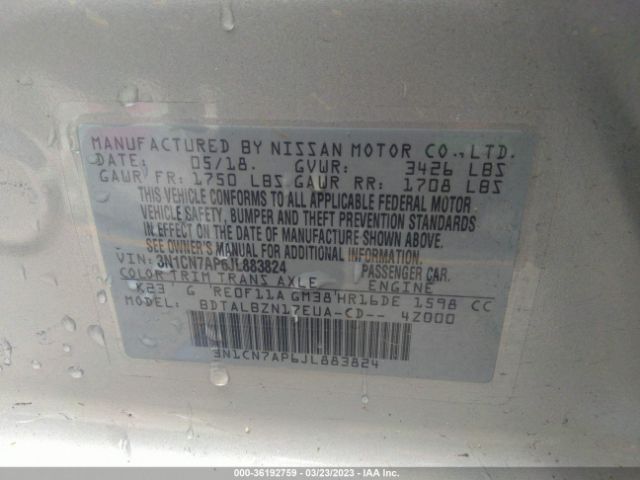 MANUFACTURED BY NISSAN MOTOR CO.,LTD.
DATE: 05/18. GVWR: 3426 LBS
GAWR FR: 1750 LBS GAWR RR: 1708 LBS
THIS VEHICLE CONFORMS TO ALL APPLICABLE FEDERAL MOTOR
VEHICLE SAFETY, BUMPER AND THEFT PREVENTION STANDARDS
IN EFFECT ON THE DATE OF MANUFACTURE SHOWN ABOVE.
SEE OWNER'S MANUAL FOR ADDITIONAL INFORMATION.
VIN: 3N1CN7AP6JL883824 PASSENGER CAR
COLOR TRIM TRANS AXLE ENGINE
K23 G RE0F11A GM38 HR16DE 1598 CC
MODEL: BDTALBZN17EUA-CD-- 4Z000
3N1CN7AP6JL883824
000-36192759 — 03/23/2023 — IAA Inc.